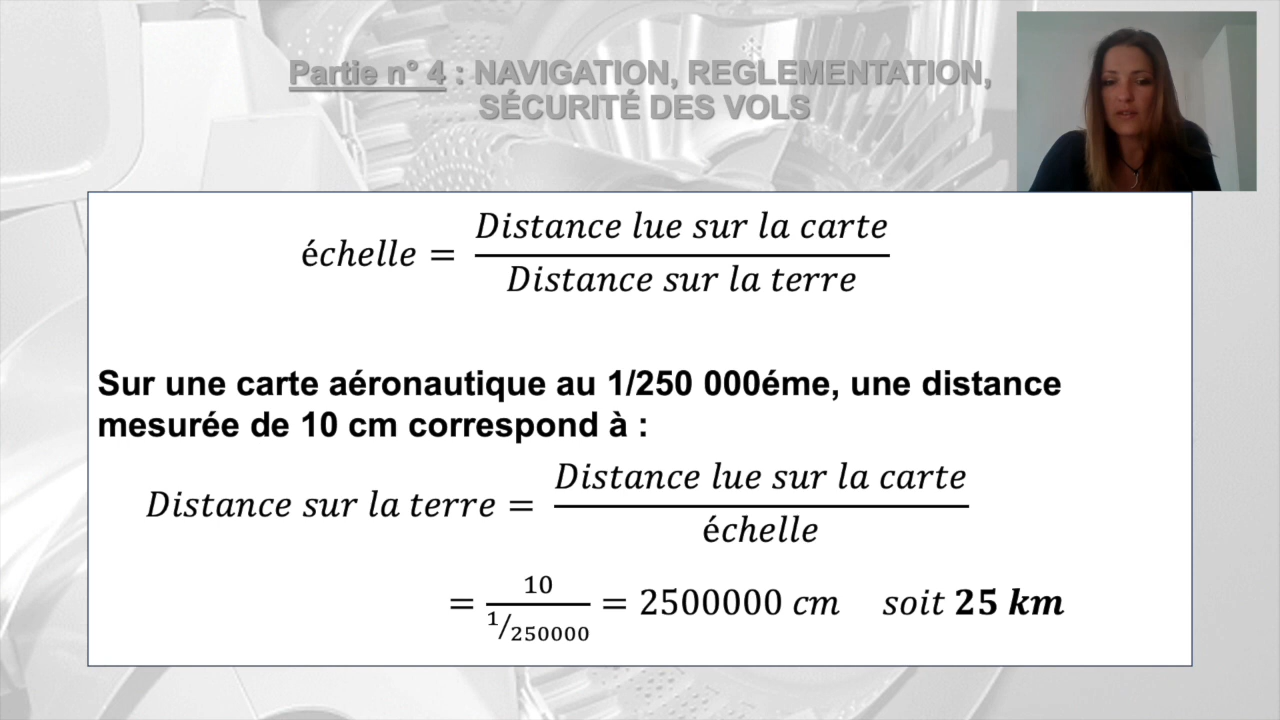 Partie n° 4 : NAVIGATION, REGLEMENTATION,
SÉCURITÉ DES VOLS
échelle = Distance lue sur la carte / Distance sur la terre
Sur une carte aéronautique au 1/250 000éme, une distance
mesurée de 10 cm correspond à :
Distance sur la terre = Distance lue sur la carte / échelle
= 10 / 1/250000 = 2500000 cm soit 25 km